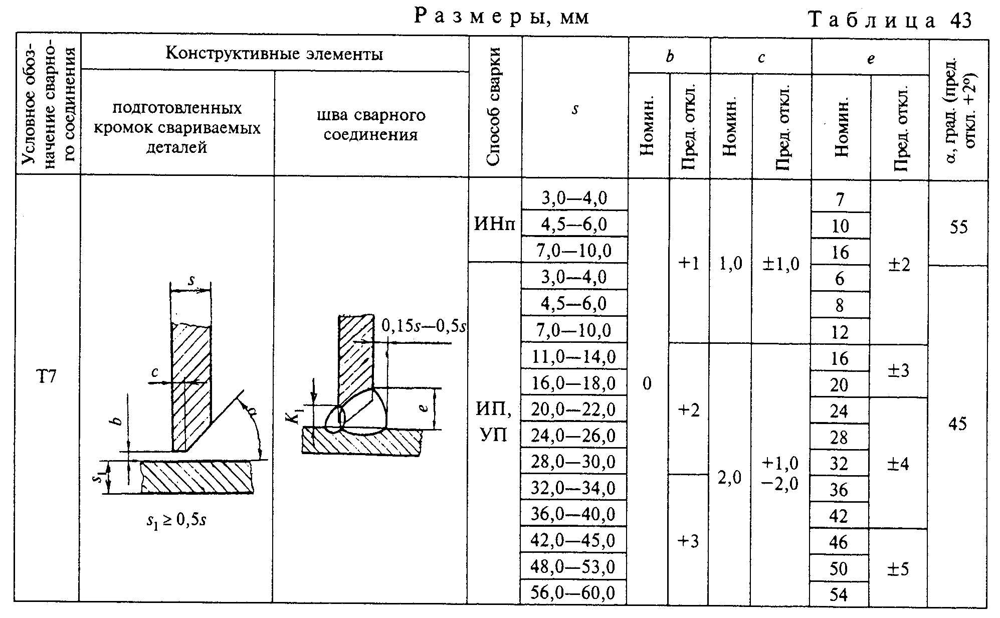 Размеры, мм
Таблица 43
Условное обоз-
начение сварно-
го соединения
Конструктивные элементы
подготовленных
кромок свариваемых
деталей
шва сварного
соединения
Способ сварки
s
b
c
e
Номин.
Пред. откл.
Номин.
Пред. откл.
Номин.
Пред. откл.
α, град. (пред.
откл. +2°)
Т7
s
c
b
α
s₁
s₁ ≥ 0,5s
0,15s—0,5s
K₁
e
ИНп
ИП,
УП
3,0—4,0
4,5—6,0
7,0—10,0
3,0—4,0
4,5—6,0
7,0—10,0
11,0—14,0
16,0—18,0
20,0—22,0
24,0—26,0
28,0—30,0
32,0—34,0
36,0—40,0
42,0—45,0
48,0—53,0
56,0—60,0
0
+1
+2
+3
1,0
2,0
±1,0
+1,0
−2,0
7
10
16
6
8
12
16
20
24
28
32
36
42
46
50
54
±2
±3
±4
±5
55
45